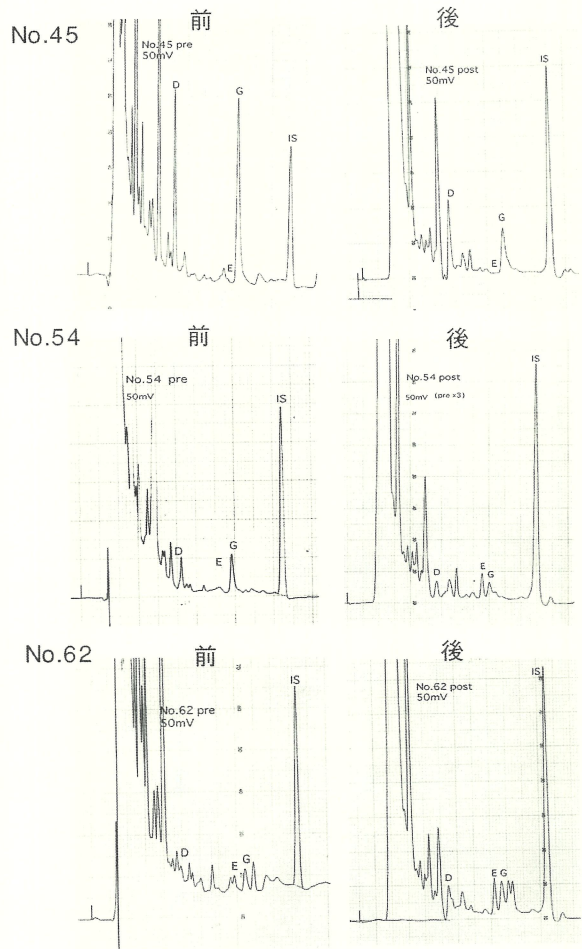 No.45
前
後
No.45 pre
50mV
D
G
IS
E
No.45 post
50mV
D
G
IS
E
No.54
前
後
No.54 pre
50mV
D
E
G
IS
No.54 post
50mV (pre x3)
D
E
G
IS
No.62
前
後
No.62 pre
50mV
D
E
G
IS
No.62 post
50mV
D
E
G
IS